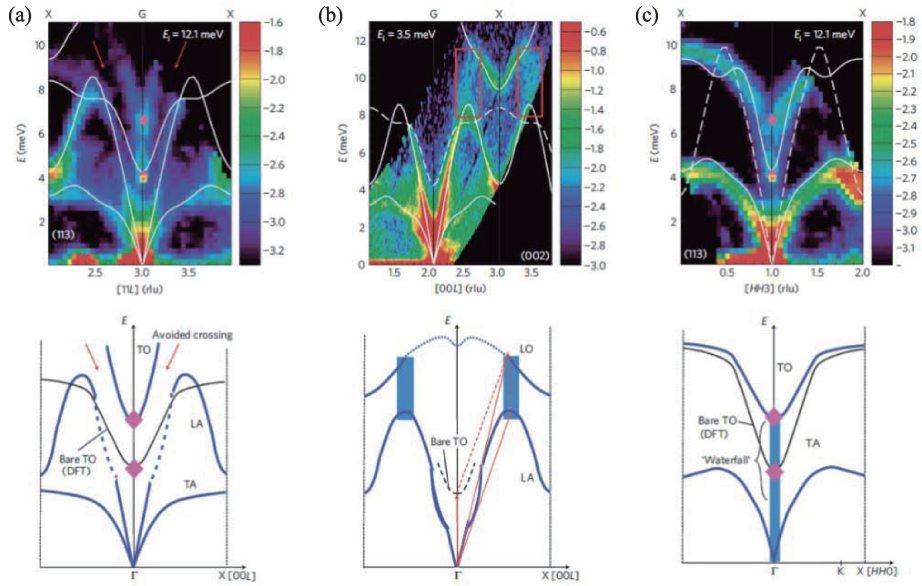 (a)
X G X
Ei = 12.1 meV
10
8
6
4
2
0
E (meV)
(113)
2.5 3.0 3.5
[11L] (rlu)
−1.6
−1.8
−2.0
−2.2
−2.4
−2.6
−2.8
−3.0
−3.2
(b)
G X
Ei = 3.5 meV
12
10
8
6
4
2
0
E (meV)
(002)
1.5 2.0 2.5 3.0 3.5
[00L] (rlu)
−0.6
−0.8
−1.0
−1.2
−1.4
−1.6
−1.8
−2.0
−2.2
−2.4
−2.6
−2.8
−3.0
(c)
X X
Ei = 12.1 meV
10
8
6
4
2
0
E (meV)
(113)
0.5 1.0 1.5 2.0
[HH3] (rlu)
−1.8
−1.9
−2.1
−2.2
−2.3
−2.4
−2.5
−2.6
−2.7
−2.8
−2.9
−3.1
E
Avoided crossing
TO
LA
Bare TO
(DFT)
TA
Γ X [00L]
E
LO
Bare TO
LA
Γ X [00L]
E
TO
Bare TO
(DFT)
TA
'Waterfall'
Γ K X [HH0]